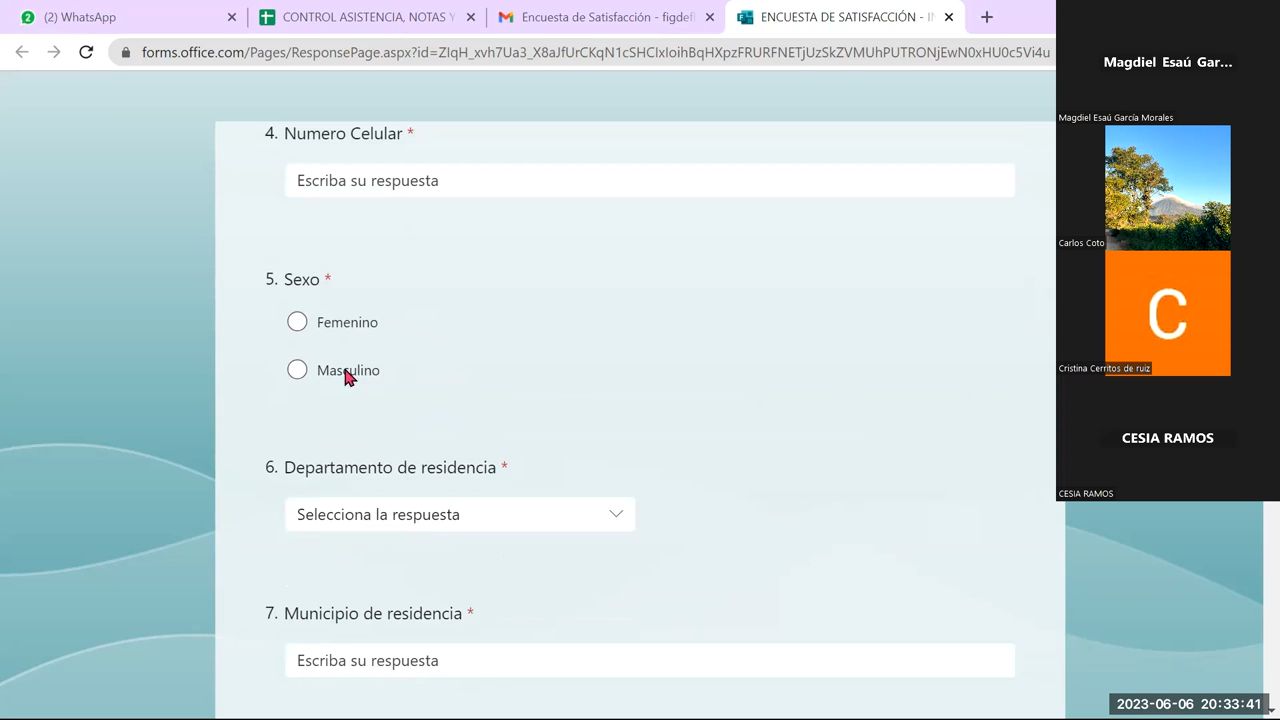 (2) WhatsApp
CONTROL ASISTENCIA, NOTAS
Encuesta de Satisfacción - figdel
ENCUESTA DE SATISFACCIÓN - I
forms.office.com/Pages/ResponsePage.aspx?id=ZIqH_xvh7Ua3_X8aJfUrCKqN1cSHCIxIoihBqHXpzFRURFNETjUzSkZVMUhPUTRONjEwN0xHU0c5Vi4u
Magdiel Esaú Gar...
Magdiel Esaú García Morales
4. Numero Celular *
Escriba su respuesta
Carlos Coto
5. Sexo *
Femenino
C
Masculino
Cristina Cerritos de ruiz
CESIA RAMOS
CESIA RAMOS
6. Departamento de residencia *
Selecciona la respuesta
7. Municipio de residencia *
Escriba su respuesta
2023-06-06 20:33:41